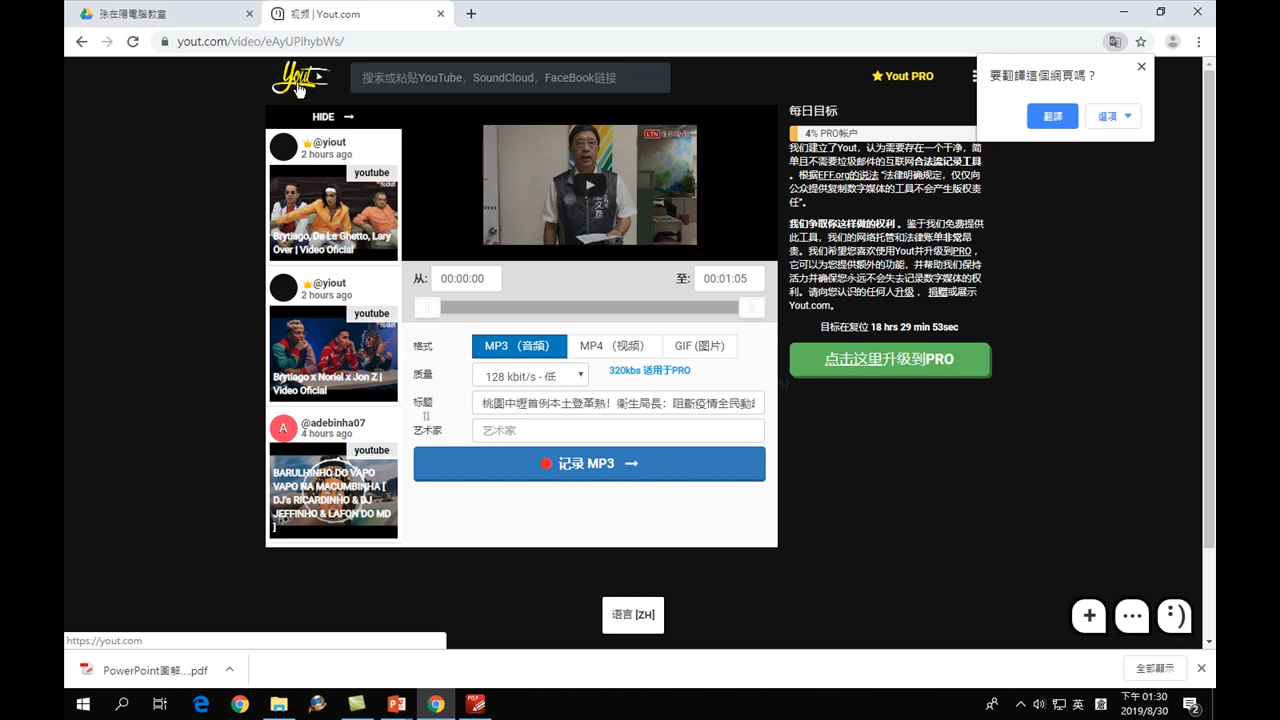 孫在陽電腦教室
视频 | Yout.com
yout.com/video/eAyUPihybWs/
Yout
搜索或粘贴YouTube，SoundCloud，FaceBook链接
Yout PRO
要翻譯這個網頁嗎？
翻譯
選項
HIDE
@yiout
2 hours ago
youtube
Brytiago, De La Ghetto, Lary
Over | Video Oficial
@yiout
2 hours ago
youtube
Brytiago x Noriel x Jon Z |
Video Oficial
A
@adebinha07
4 hours ago
youtube
BARULHINHO DO VAPO
VAPO NA MACUMBINHA [
DJ's RICARDINHO & DJ
JEFFINHO & LAFON DO MD
]
LTN
从:
00:00:00
至:
00:01:05
格式
MP3 （音频）
MP4 （视频）
GIF (图片)
质量
128 kbit/s - 低
320kbs 适用于PRO
标题
桃園中壢首例本土登革熱！衛生局長：阻斷疫情全民動
艺术家
艺术家
记录 MP3
每日目标
4% PRO帐户
我们建立了Yout，认为需要存在一个干净，简
单且不需要垃圾邮件的互联网合法流记录工具
。根据EFF.org的说法 “法律明确规定，仅仅向
公众提供复制数字媒体的工具不会产生版权责
任”。
我们争取你这样做的权利 。鉴于我们免费提供
此工具，我们的网络托管和法律账单非常昂
贵。我们希望您喜欢使用Yout并升级到PRO ，
它可以为您提供额外的功能，并帮助我们保持
活力并确保您永远不会失去记录数字媒体的权
利。请向您认识的任何人升级 ， 捐赠或展示
Yout.com。
目标在复位 18 hrs 29 min 53sec
点击这里升级到PRO
语言 [ZH]
https://yout.com
PowerPoint圖解....pdf
全部顯示
英
下午 01:30
2019/8/30
2